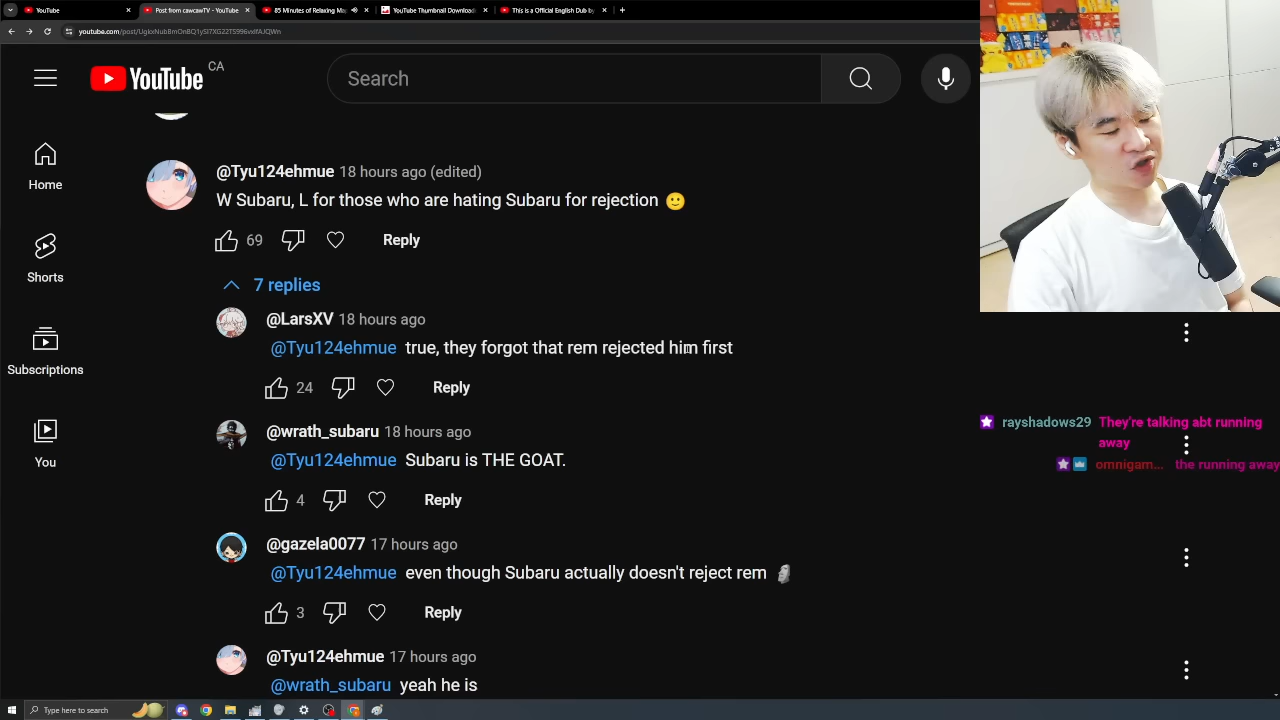 YouTube
Post from cawcawTV - YouTube
85 Minutes of Relaxing Ma
YouTube Thumbnail Download
This is a Official English Dub by
YouTube
CA
Search
Home
Shorts
Subscriptions
You
@Tyu124ehmue 18 hours ago (edited)
W Subaru, L for those who are hating Subaru for rejection 🙂
69
Reply
7 replies
@LarsXV 18 hours ago
@Tyu124ehmue true, they forgot that rem rejected him first
24
Reply
@wrath_subaru 18 hours ago
@Tyu124ehmue Subaru is THE GOAT.
4
Reply
@gazela0077 17 hours ago
@Tyu124ehmue even though Subaru actually doesn't reject rem 🗿
3
Reply
@Tyu124ehmue 17 hours ago
@wrath_subaru yeah he is
rayshadows29 They're talking abt running
away
omnigam... the running away
Type here to search